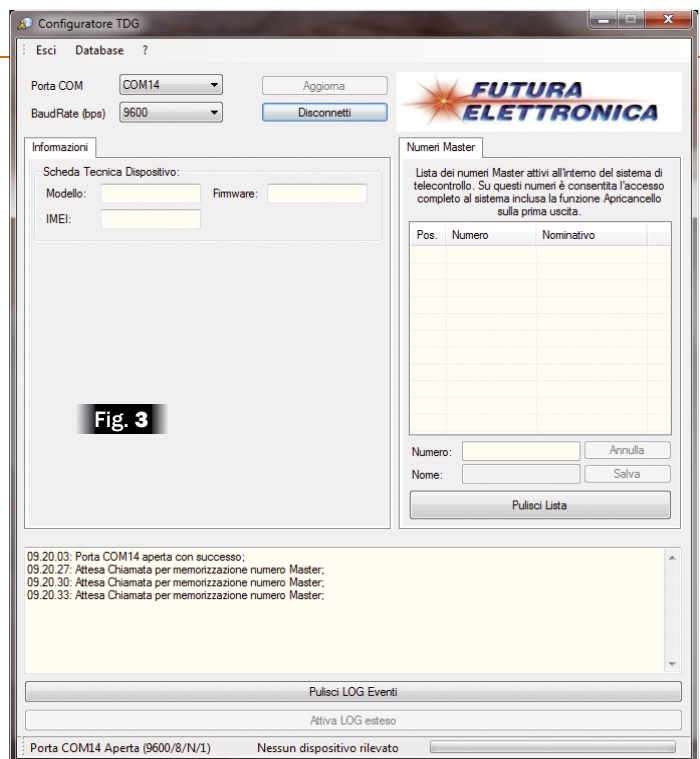 Configuratore TDG
Esci Database ?
Porta COM COM14 Aggiorna
BaudRate (bps) 9600 Disconnetti
FUTURA
ELETTRONICA
Informazioni
Scheda Tecnica Dispositivo:
Modello: Firmware:
IMEI:
Fig. 3
Numeri Master
Lista dei numeri Master attivi all'interno del sistema di
telecontrollo. Su questi numeri è consentita l'accesso
completo al sistema inclusa la funzione Apricancello
sulla prima uscita.
Pos. Numero Nominativo
Numero: Annulla
Nome: Salva
Pulisci Lista
09.20.03: Porta COM14 aperta con successo;
09.20.27: Attesa Chiamata per memorizzazione numero Master;
09.20.30: Attesa Chiamata per memorizzazione numero Master;
09.20.33: Attesa Chiamata per memorizzazione numero Master;
Pulisci LOG Eventi
Attiva LOG esteso
Porta COM14 Aperta (9600/8/N/1) Nessun dispositivo rilevato